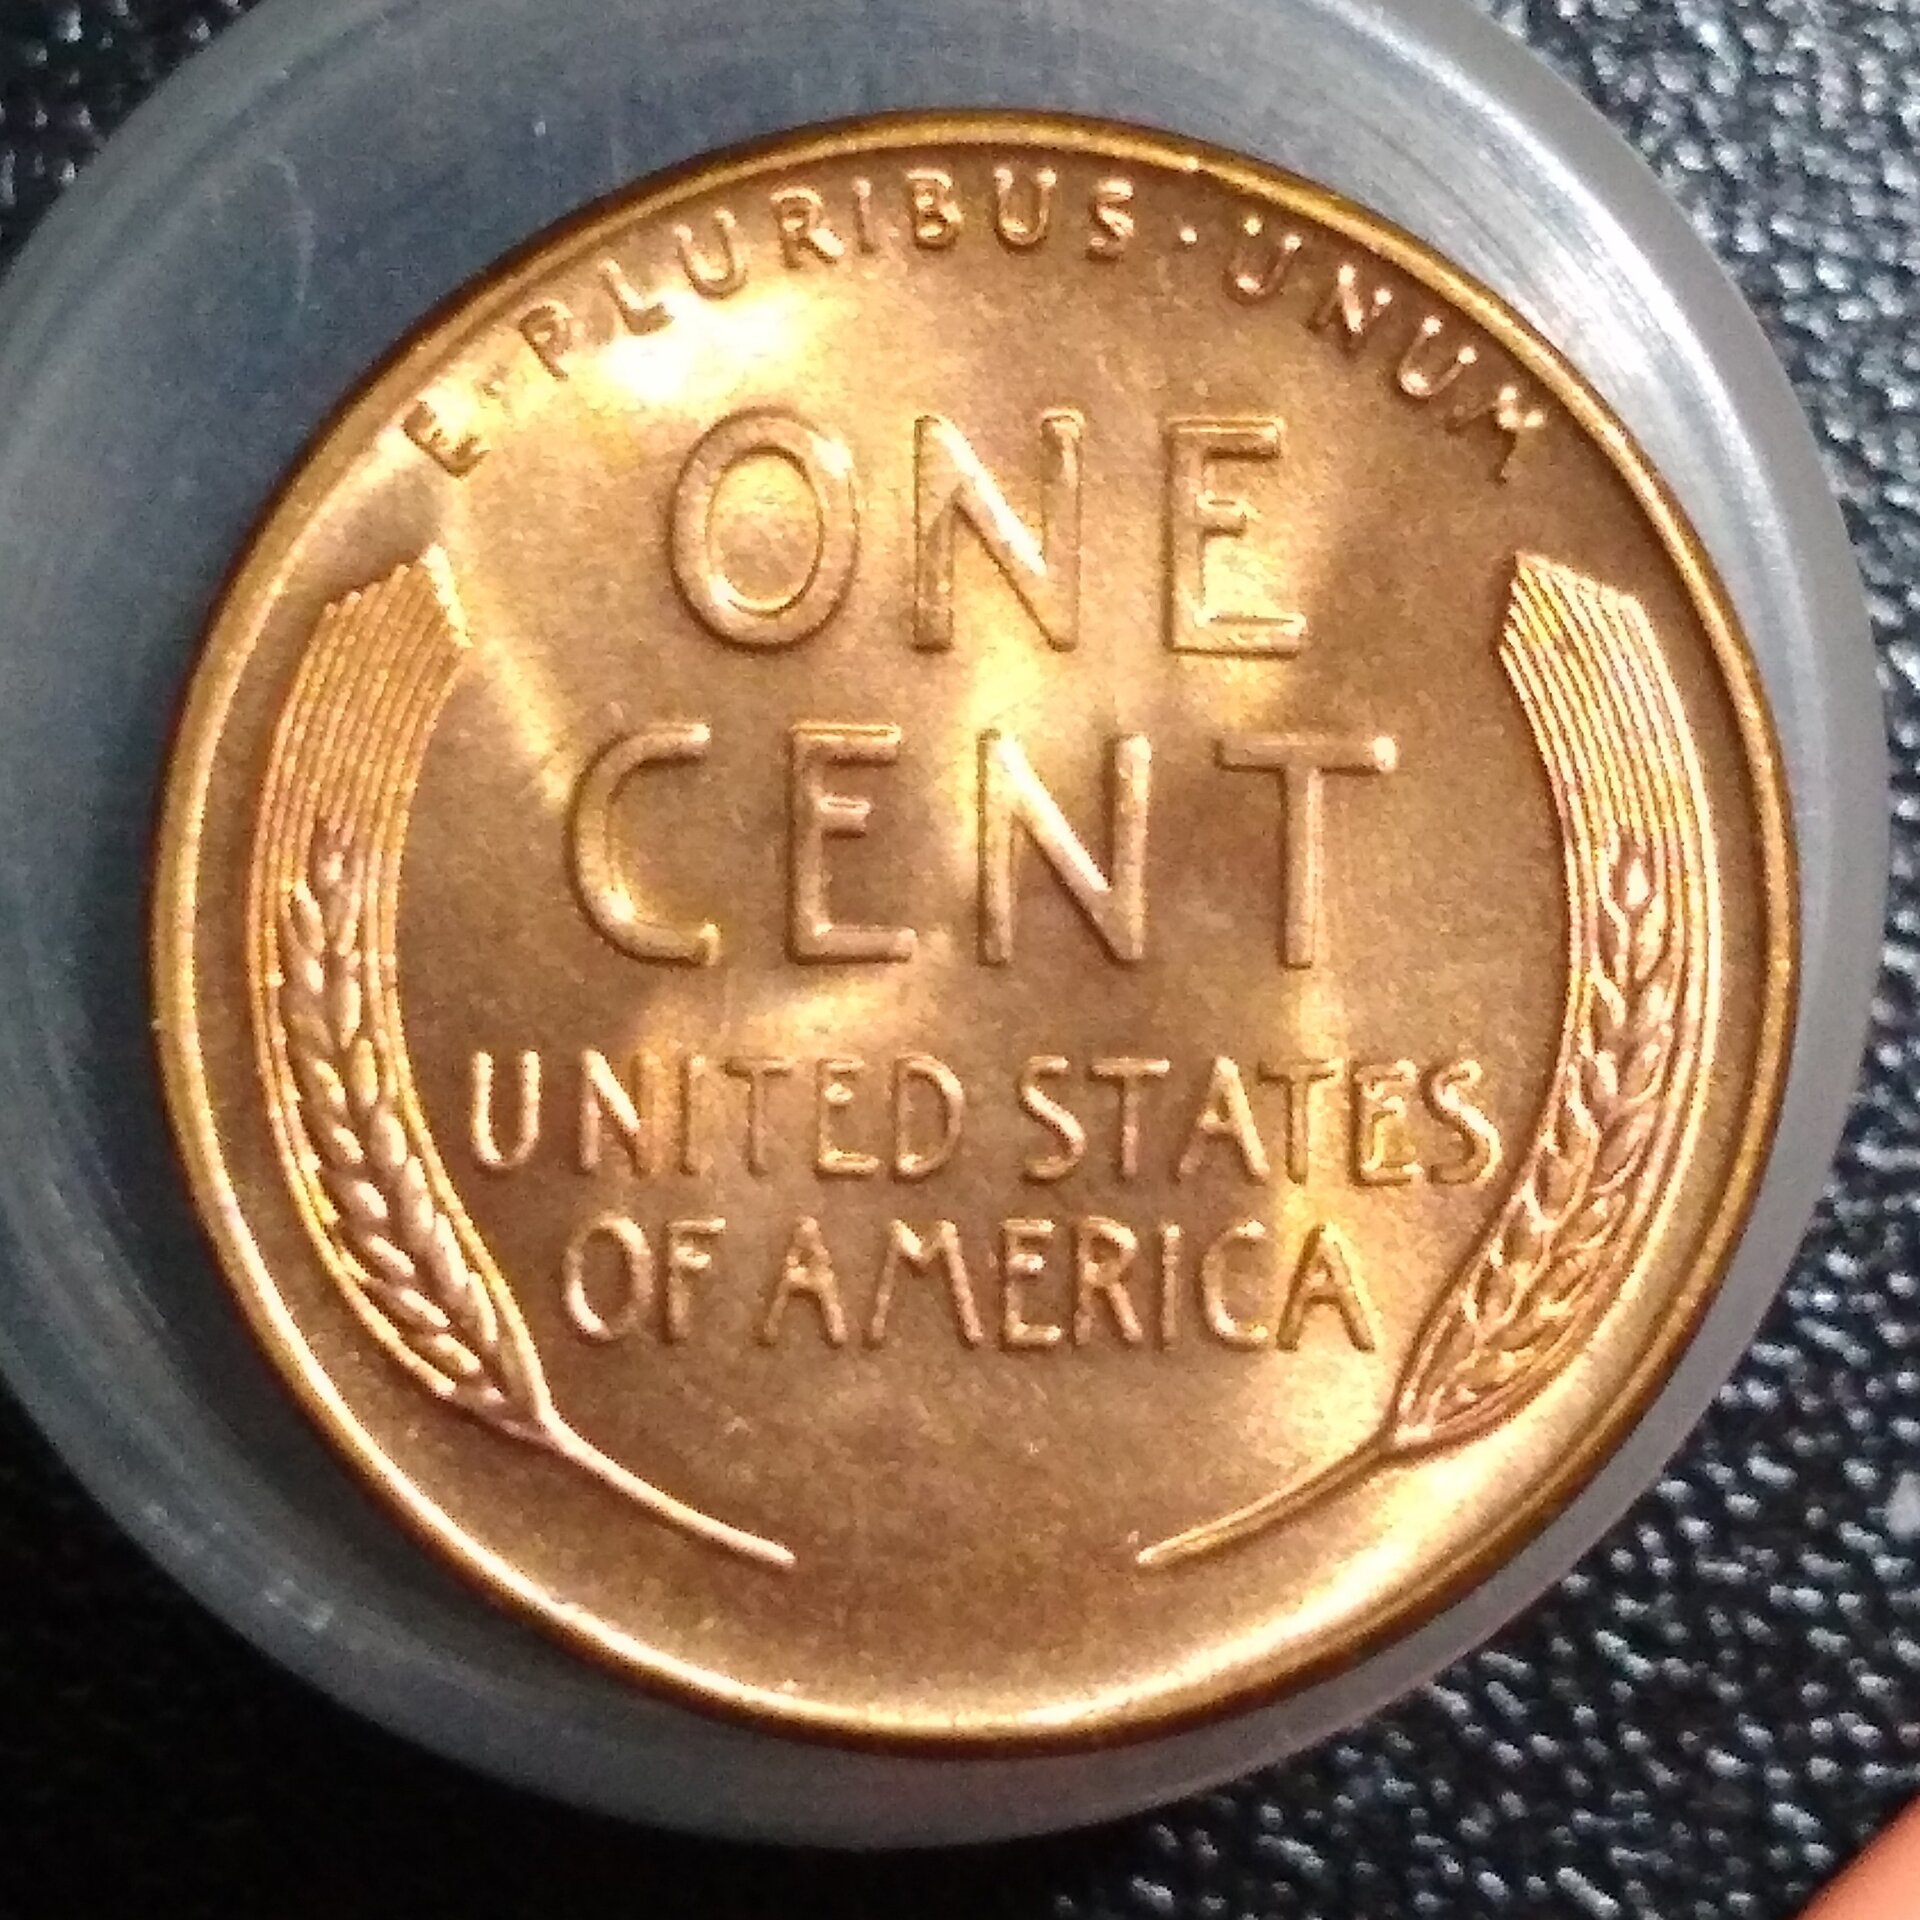 E·PLURIBUS·UNUM
ONE
CENT
UNITED STATES
OF AMERICA